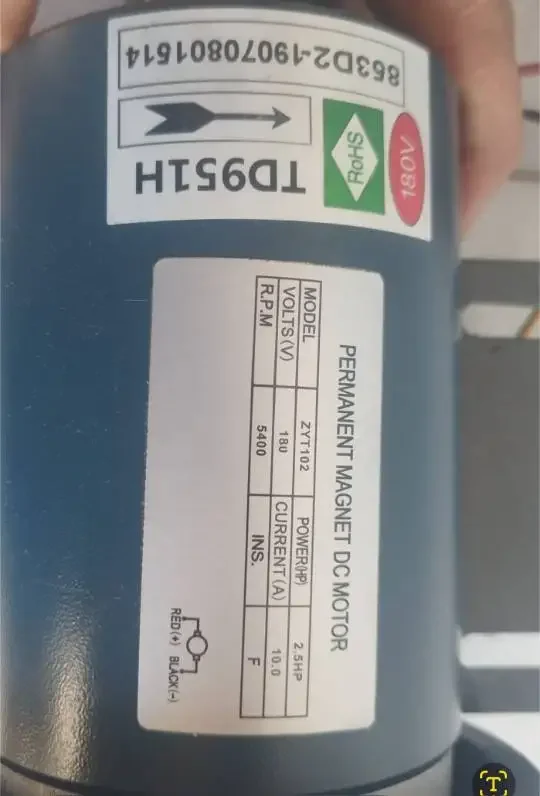 863D2-19070801514
180V
RoHS
TD951H
PERMANENT MAGNET DC MOTOR
MODEL ZYT102 POWER(HP) 2.5HP
VOLTS(V) 180 CURRENT(A) 10.0
R.P.M 5400 INS. F
RED(+) BLACK(-)
T